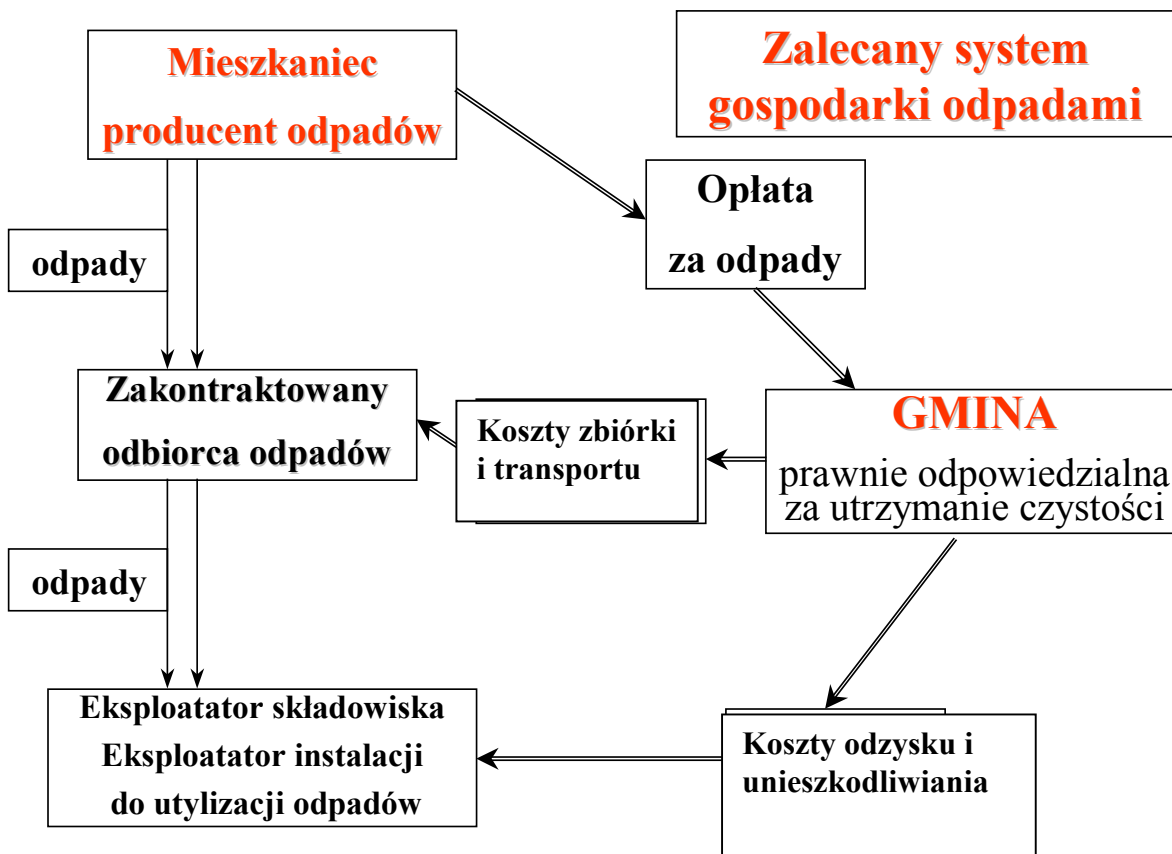 Mieszkaniec
producent odpadów
Zalecany system
gospodarki odpadami
Opłata
za odpady
odpady
Zakontraktowany
odbiorca odpadów
Koszty zbiórki
i transportu
GMINA
prawnie odpowiedzialna
za utrzymanie czystości
odpady
Eksploatator składowiska
Eksploatator instalacji
do utylizacji odpadów
Koszty odzysku i
unieszkodliwiania